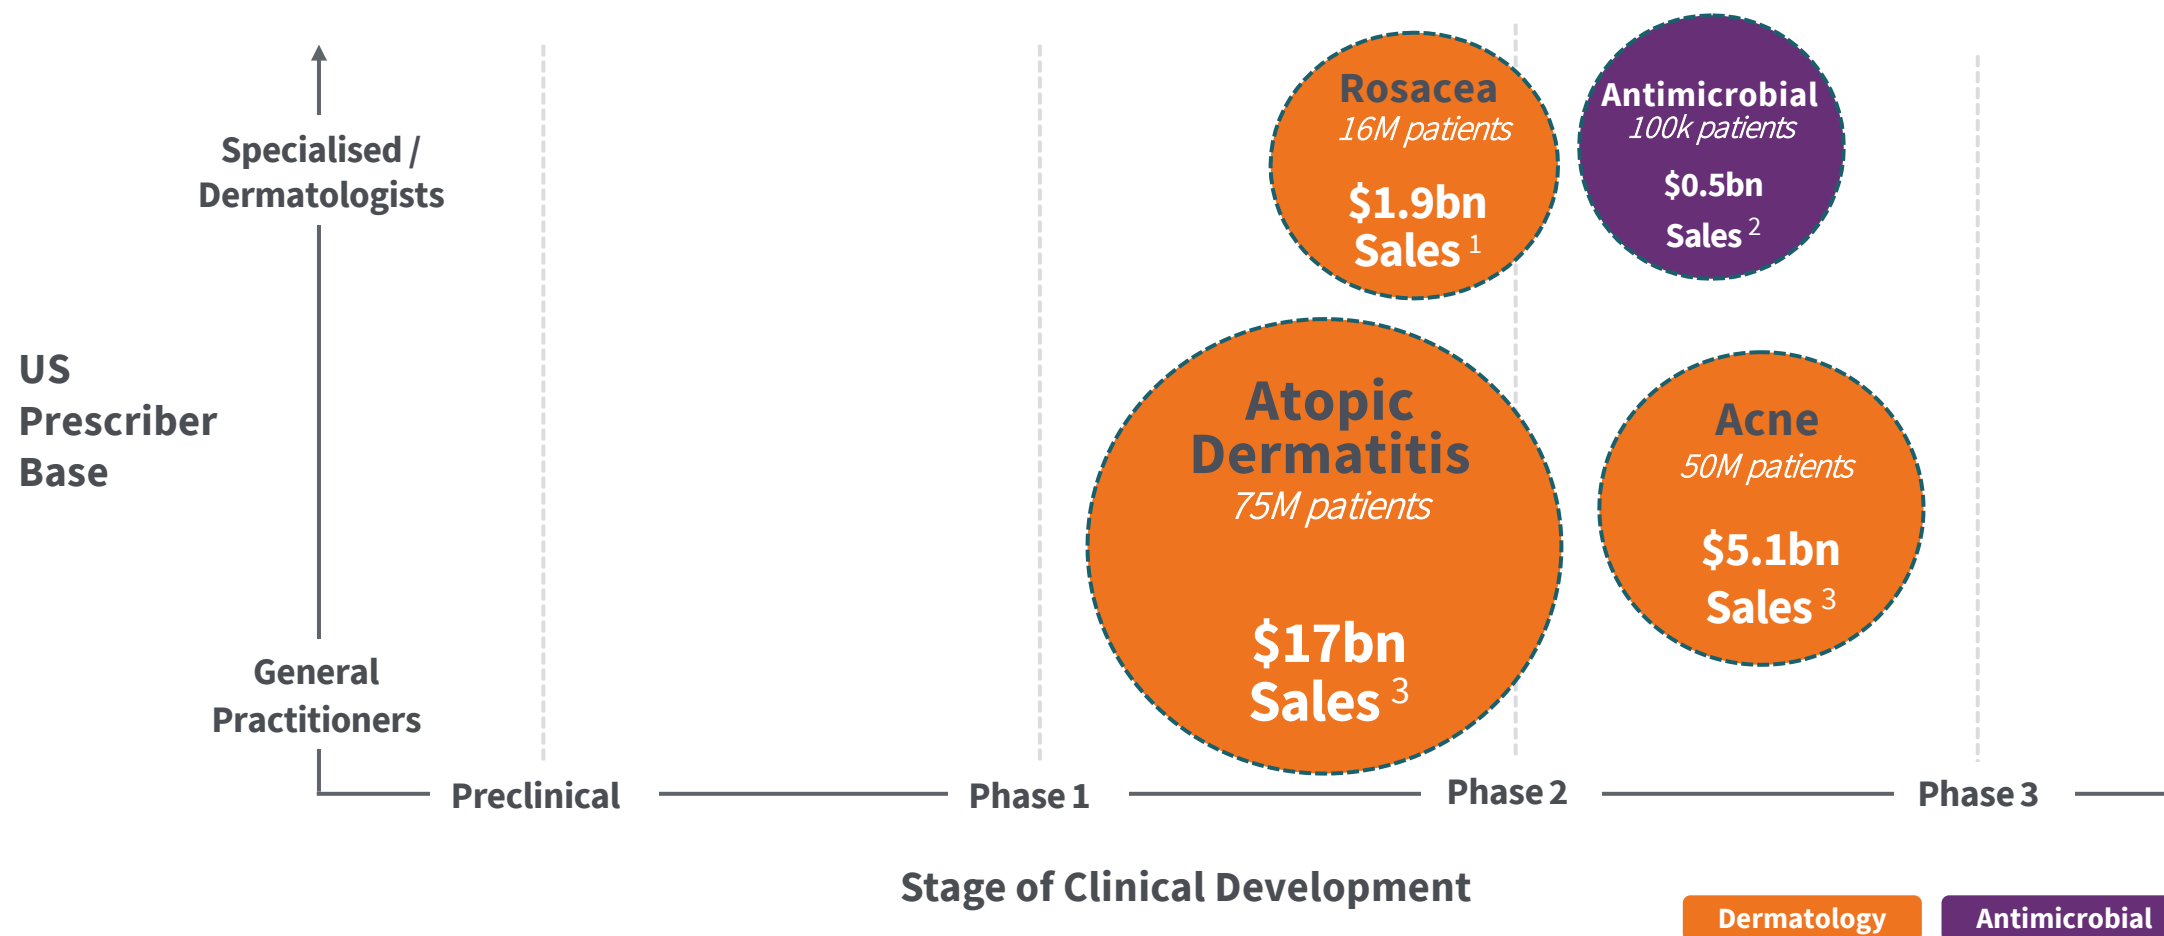 Specialised /
Dermatologists
US
Prescriber
Base
General
Practitioners
Rosacea
16M patients
$1.9bn
Sales 1
Antimicrobial
100k patients
$0.5bn
Sales 2
Atopic
Dermatitis
75M patients
$17bn
Sales 3
Acne
50M patients
$5.1bn
Sales 3
Preclinical
Phase 1
Phase 2
Phase 3
Stage of Clinical Development
Dermatology
Antimicrobial